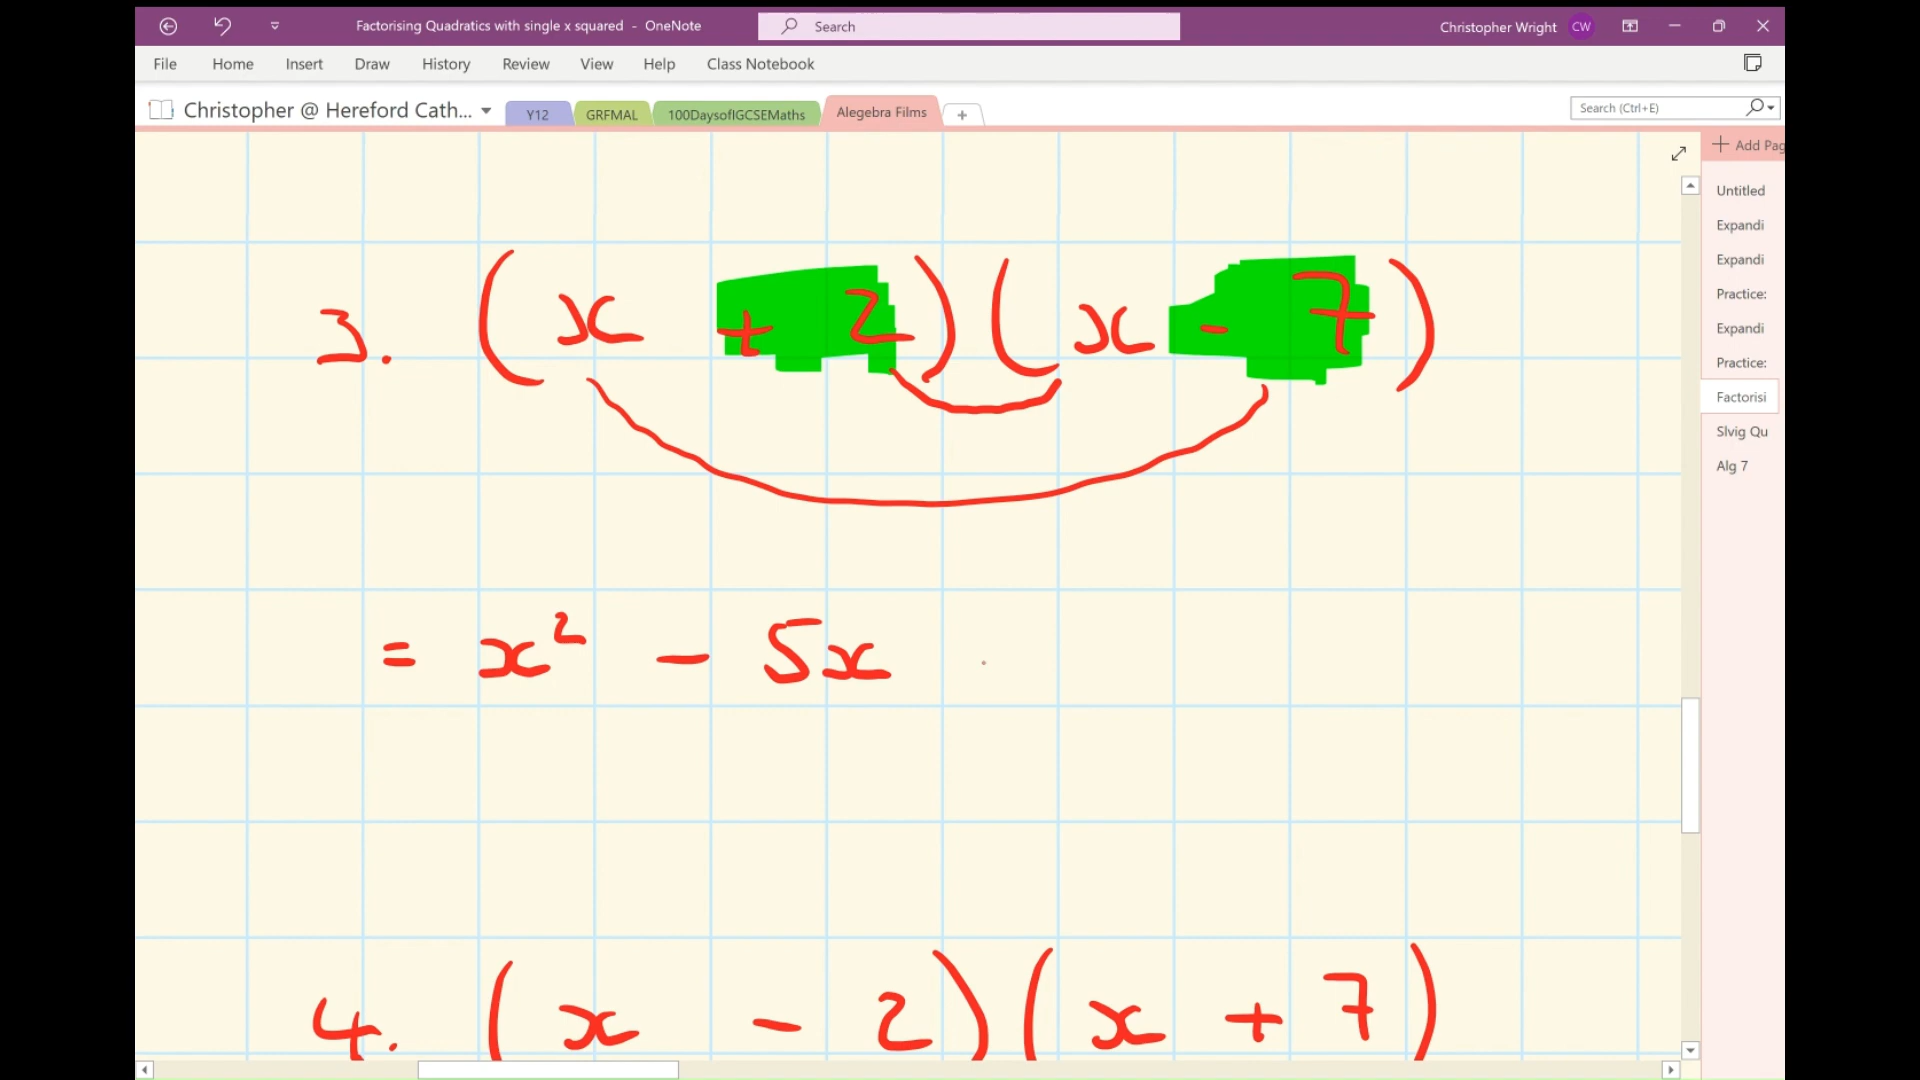 Factorising Quadratics with single x squared - OneNote
Search
Christopher Wright CW
File Home Insert Draw History Review View Help Class Notebook
Christopher @ Hereford Cath... Y12 GRFMAL 100DaysofIGCSEMaths Alegebra Films +
Search (Ctrl+E)
Add Pag
Untitled
Expandi
Expandi
Practice:
Expandi
Practice:
Factorisi
Slvig Qu
Alg 7
3. (x + 2)(x - 7)
= x² - 5x
4. (x - 2)(x + 7)